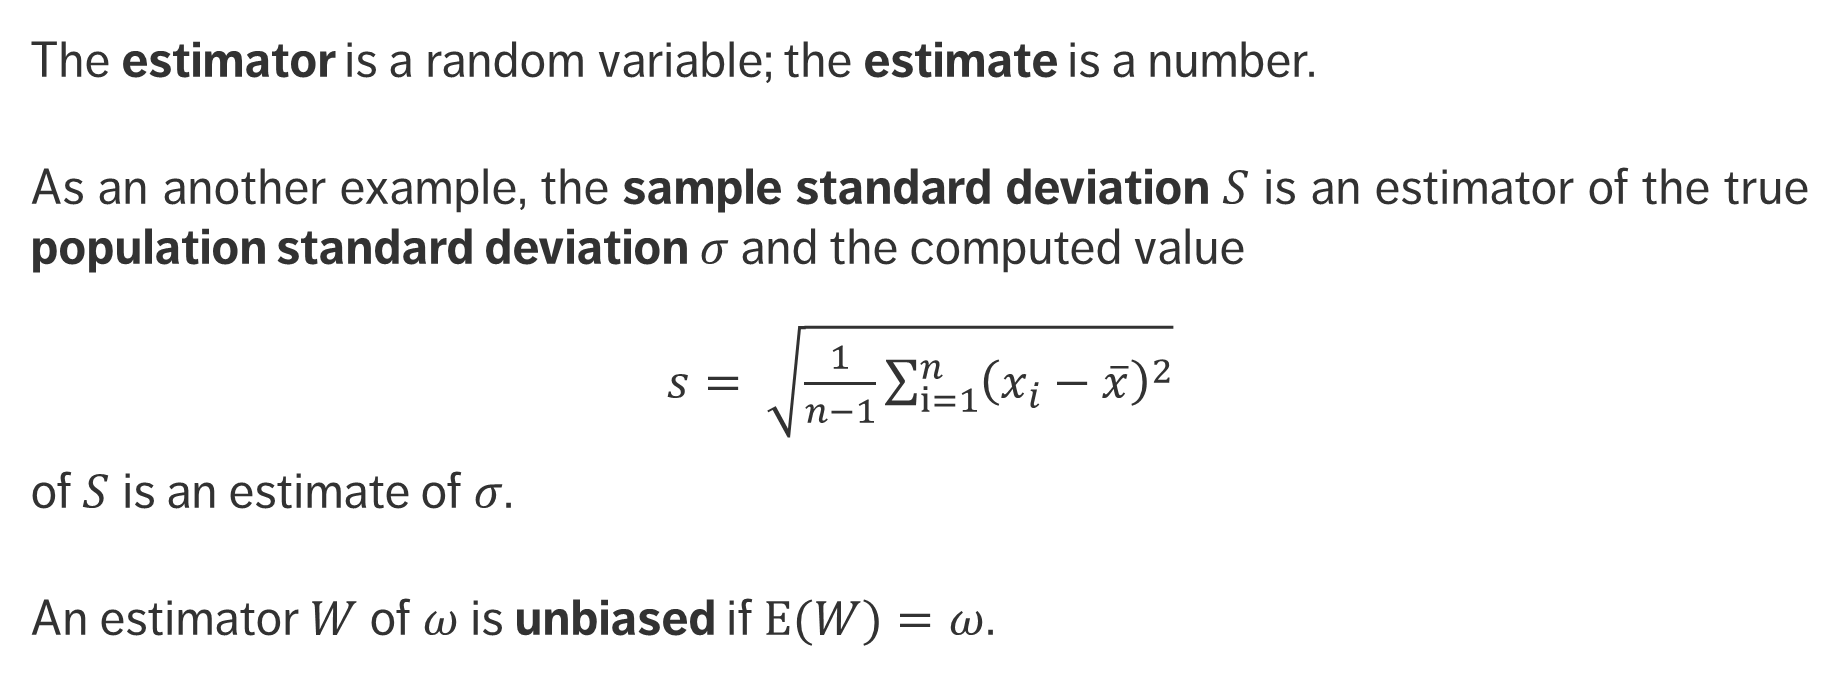 The estimator is a random variable; the estimate is a number.
As an another example, the sample standard deviation S is an estimator of the true
population standard deviation σ and the computed value
s = √(1/(n−1) ∑ⁿᵢ₌₁(xᵢ − x̄)²)
of S is an estimate of σ.
An estimator W of ω is unbiased if E(W) = ω.